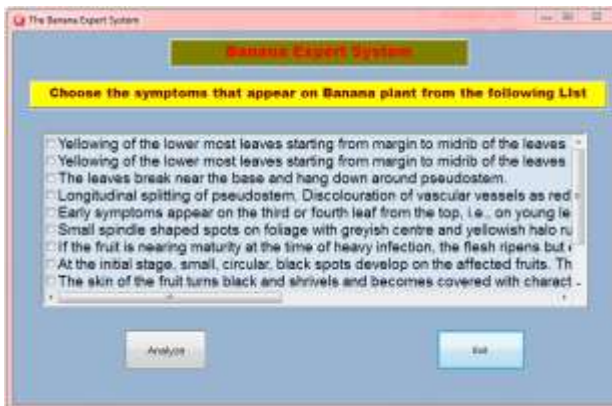 The Banana Expert System
Banana Expert System
Choose the symptoms that appear on Banana plant from the following List
Yellowing of the lower most leaves starting from margin to midrib of the leaves
Yellowing of the lower most leaves starting from margin to midrib of the leaves
The leaves break near the base and hang down around pseudostem.
Longitudinal splitting of pseudostem, Discolouration of vascular vessels as red
Early symptoms appear on the third or fourth leaf from the top, i.e., on young le
Small spindle shaped spots on foliage with greyish centre and yellowish halo ru
If the fruit is nearing maturity at the time of heavy infection, the flesh ripens but
At the initial stage, small, circular, black spots develop on the affected fruits. Th
The skin of the fruit turns black and shrivels and becomes covered with charact
Analyze
Exit